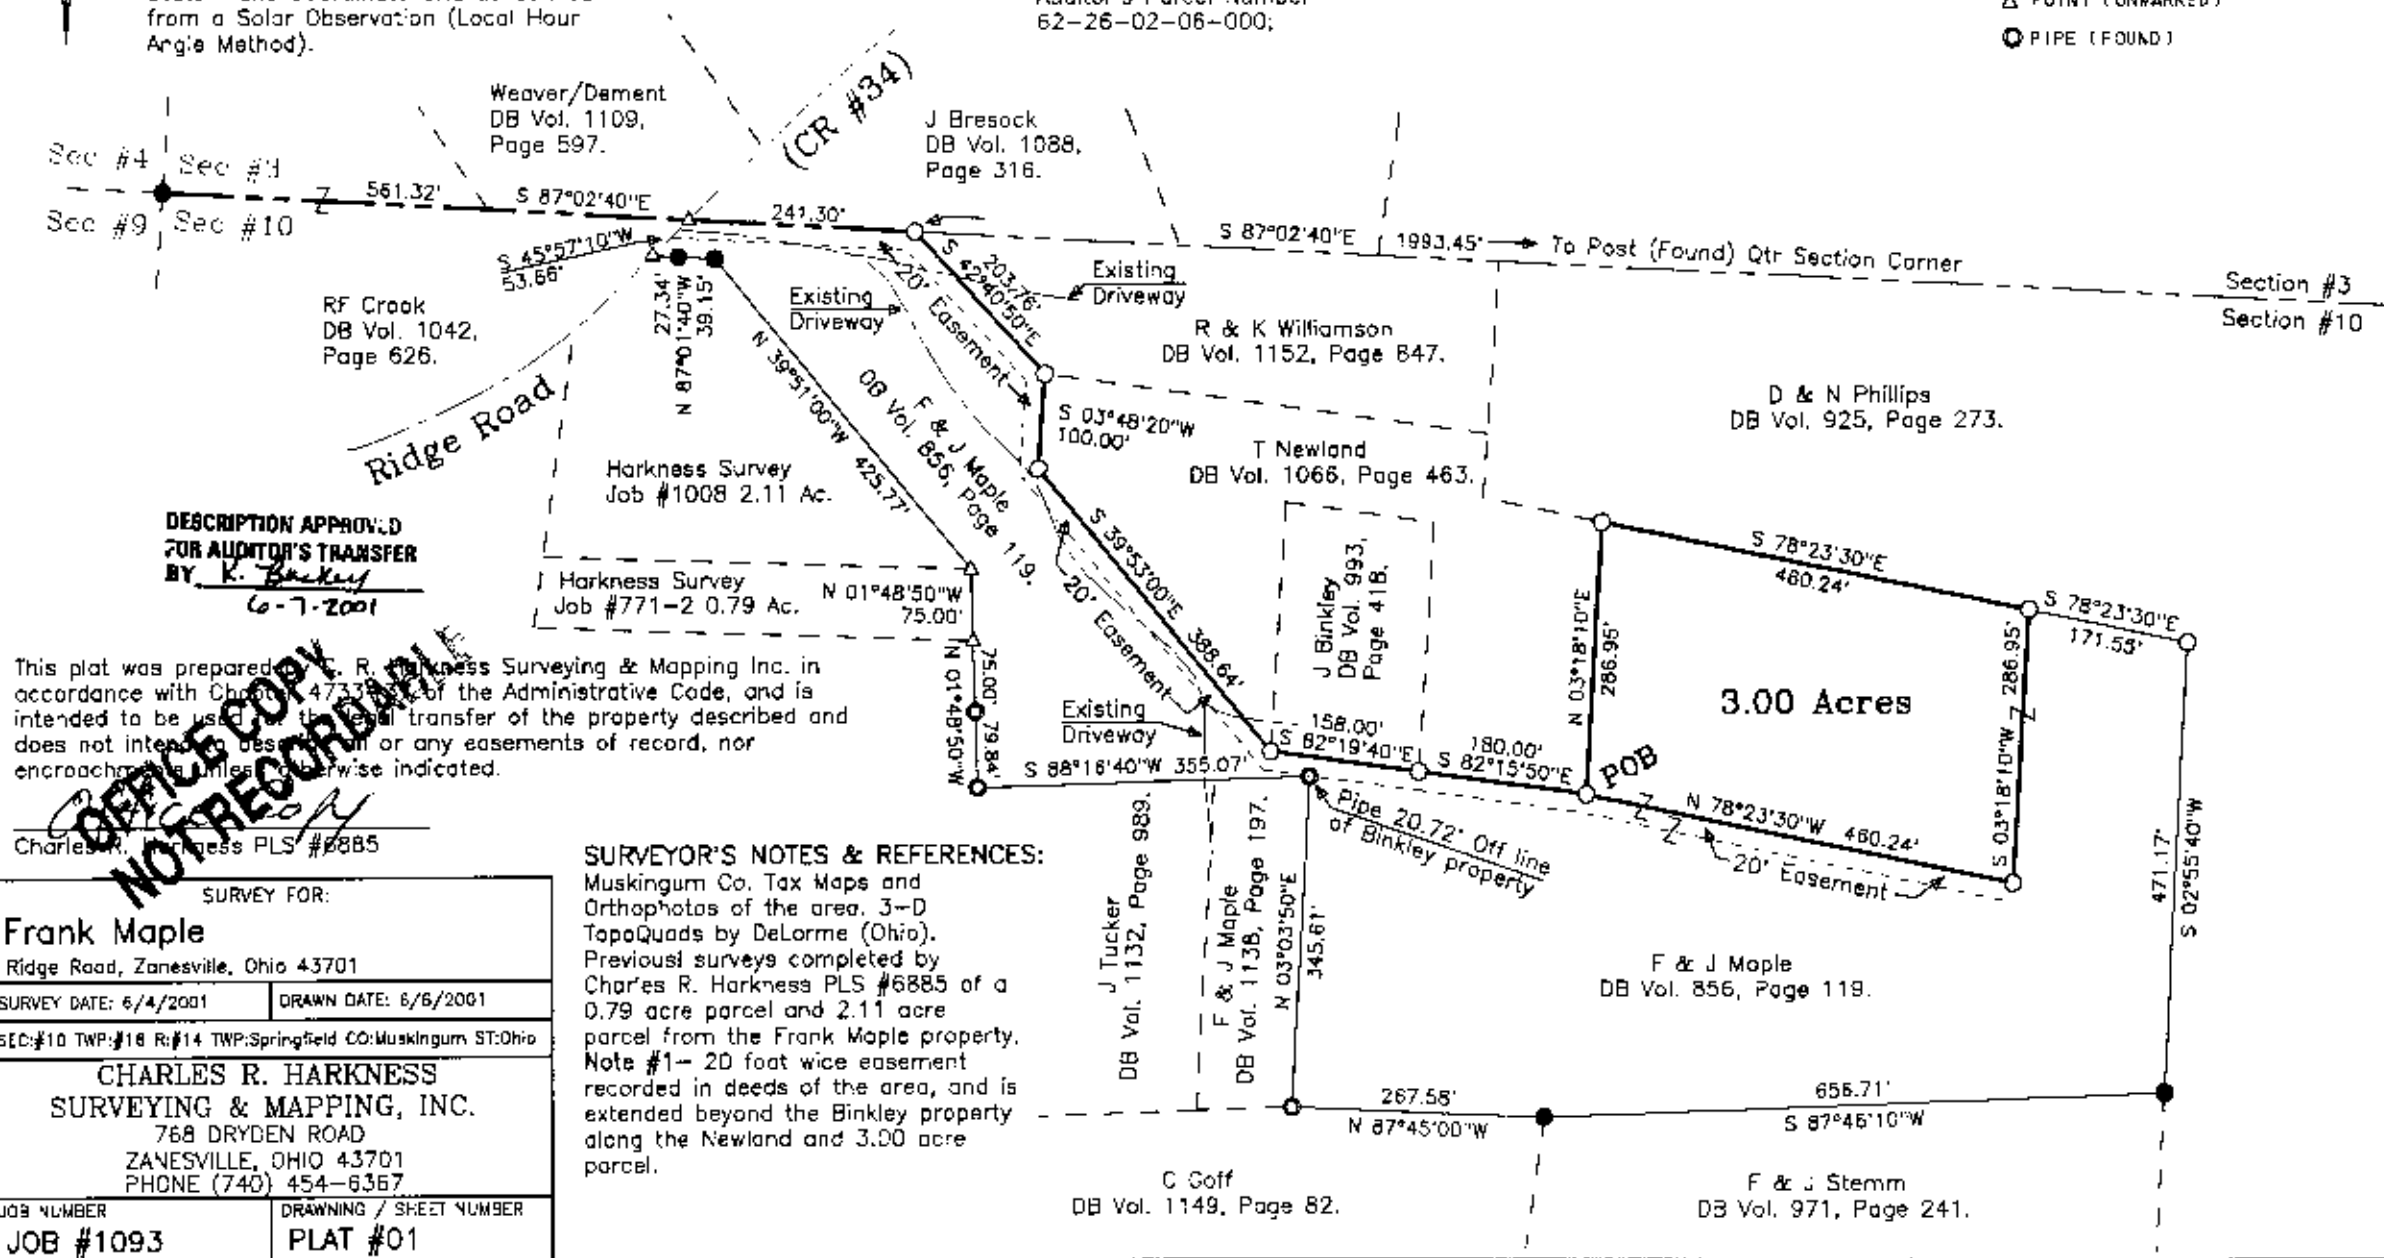 from a Solar Observation (Local Hour
Angle Method).
62-26-02-06-000;
PIPE (FOUND)
Weaver/Dement
DB Vol. 1109,
Page 597.
(CR #34)
J Bresock
DB Vol. 1088,
Page 316.
Sec #4
Sec #3
Sec #9
Sec #10
561.32'
S 87°02'40"E
241.30'
S 87°02'40"E
1993.45'
To Post (Found) Qtr Section Corner
Section #3
Section #10
S 45°57'10"W
53.66'
27.34'
N 87°01'40"W
39.15'
20' Easement
203.76'
S 42°40'50"E
Existing
Driveway
Existing
Driveway
RF Crook
DB Vol. 1042,
Page 626.
Ridge Road
N 39°51'00"W 425.77'
F & J Maple
DB Vol. 856, Page 119.
R & K Williamson
DB Vol. 1152, Page 647.
S 03°48'20"W
100.00'
T Newland
DB Vol. 1066, Page 463.
D & N Phillips
DB Vol. 925, Page 273.
Harkness Survey
Job #1008 2.11 Ac.
Harkness Survey
Job #771-2 0.79 Ac.
N 01°48'50"W
75.00'
75.00' 79.84'
N 01°48'50"W
S 39°53'00"E 388.64'
20' Easement
J Binkley
DB Vol. 993,
Page 418.
N 03°18'10"E
286.95'
S 78°23'30"E
460.24'
S 78°23'30"E
171.55'
3.00 Acres
S 03°18'10"W 286.95'
Existing
Driveway
158.00'
S 82°19'40"E
180.00'
S 82°15'50"E
POB
S 88°16'40"W 355.07'
Pipe 20.72' Off line
of Binkley property
N 78°23'30"W 460.24'
20' Easement
471.17'
S 02°55'40"W
J Tucker
DB Vol. 1132, Page 989.
F & J Maple
DB Vol. 1138, Page 197.
N 03°03'50"E
345.61'
F & J Maple
DB Vol. 856, Page 119.
267.58'
N 87°45'00"W
656.71'
S 87°46'10"W
C Goff
DB Vol. 1149, Page 82.
F & J Stemm
DB Vol. 971, Page 241.
DESCRIPTION APPROVED
FOR AUDITOR'S TRANSFER
BY K.
6-7-2001
This plat was prepared by C. R. Harkness Surveying & Mapping Inc. in
accordance with Chapter 4733 of the Administrative Code, and is
intended to be used for the legal transfer of the property described and
does not intend or any easements of record, nor
encroachments unless otherwise indicated.
OFFICE COPY
NOT RECORDABLE
Charles R. Harkness PLS #6885
SURVEY FOR:
Frank Maple
Ridge Road, Zanesville, Ohio 43701
SURVEY DATE: 6/4/2001
DRAWN DATE: 6/6/2001
SEC:#10 TWP:#16 R:#14 TWP:Springfield CO:Muskingum ST:Ohio
CHARLES R. HARKNESS
SURVEYING & MAPPING, INC.
768 DRYDEN ROAD
ZANESVILLE, OHIO 43701
PHONE (740) 454-6367
JOB NUMBER
JOB #1093
DRAWNING / SHEET NUMBER
PLAT #01
SURVEYOR'S NOTES & REFERENCES:
Muskingum Co. Tax Maps and
Orthophotos of the area. 3-D
TopoQuads by DeLorme (Ohio).
Previousl surveys completed by
Charles R. Harkness PLS #6885 of a
0.79 acre parcel and 2.11 acre
parcel from the Frank Maple property.
Note #1- 20 foot wice easement
recorded in deeds of the area, and is
extended beyond the Binkley property
along the Newland and 3.00 acre
parcel.